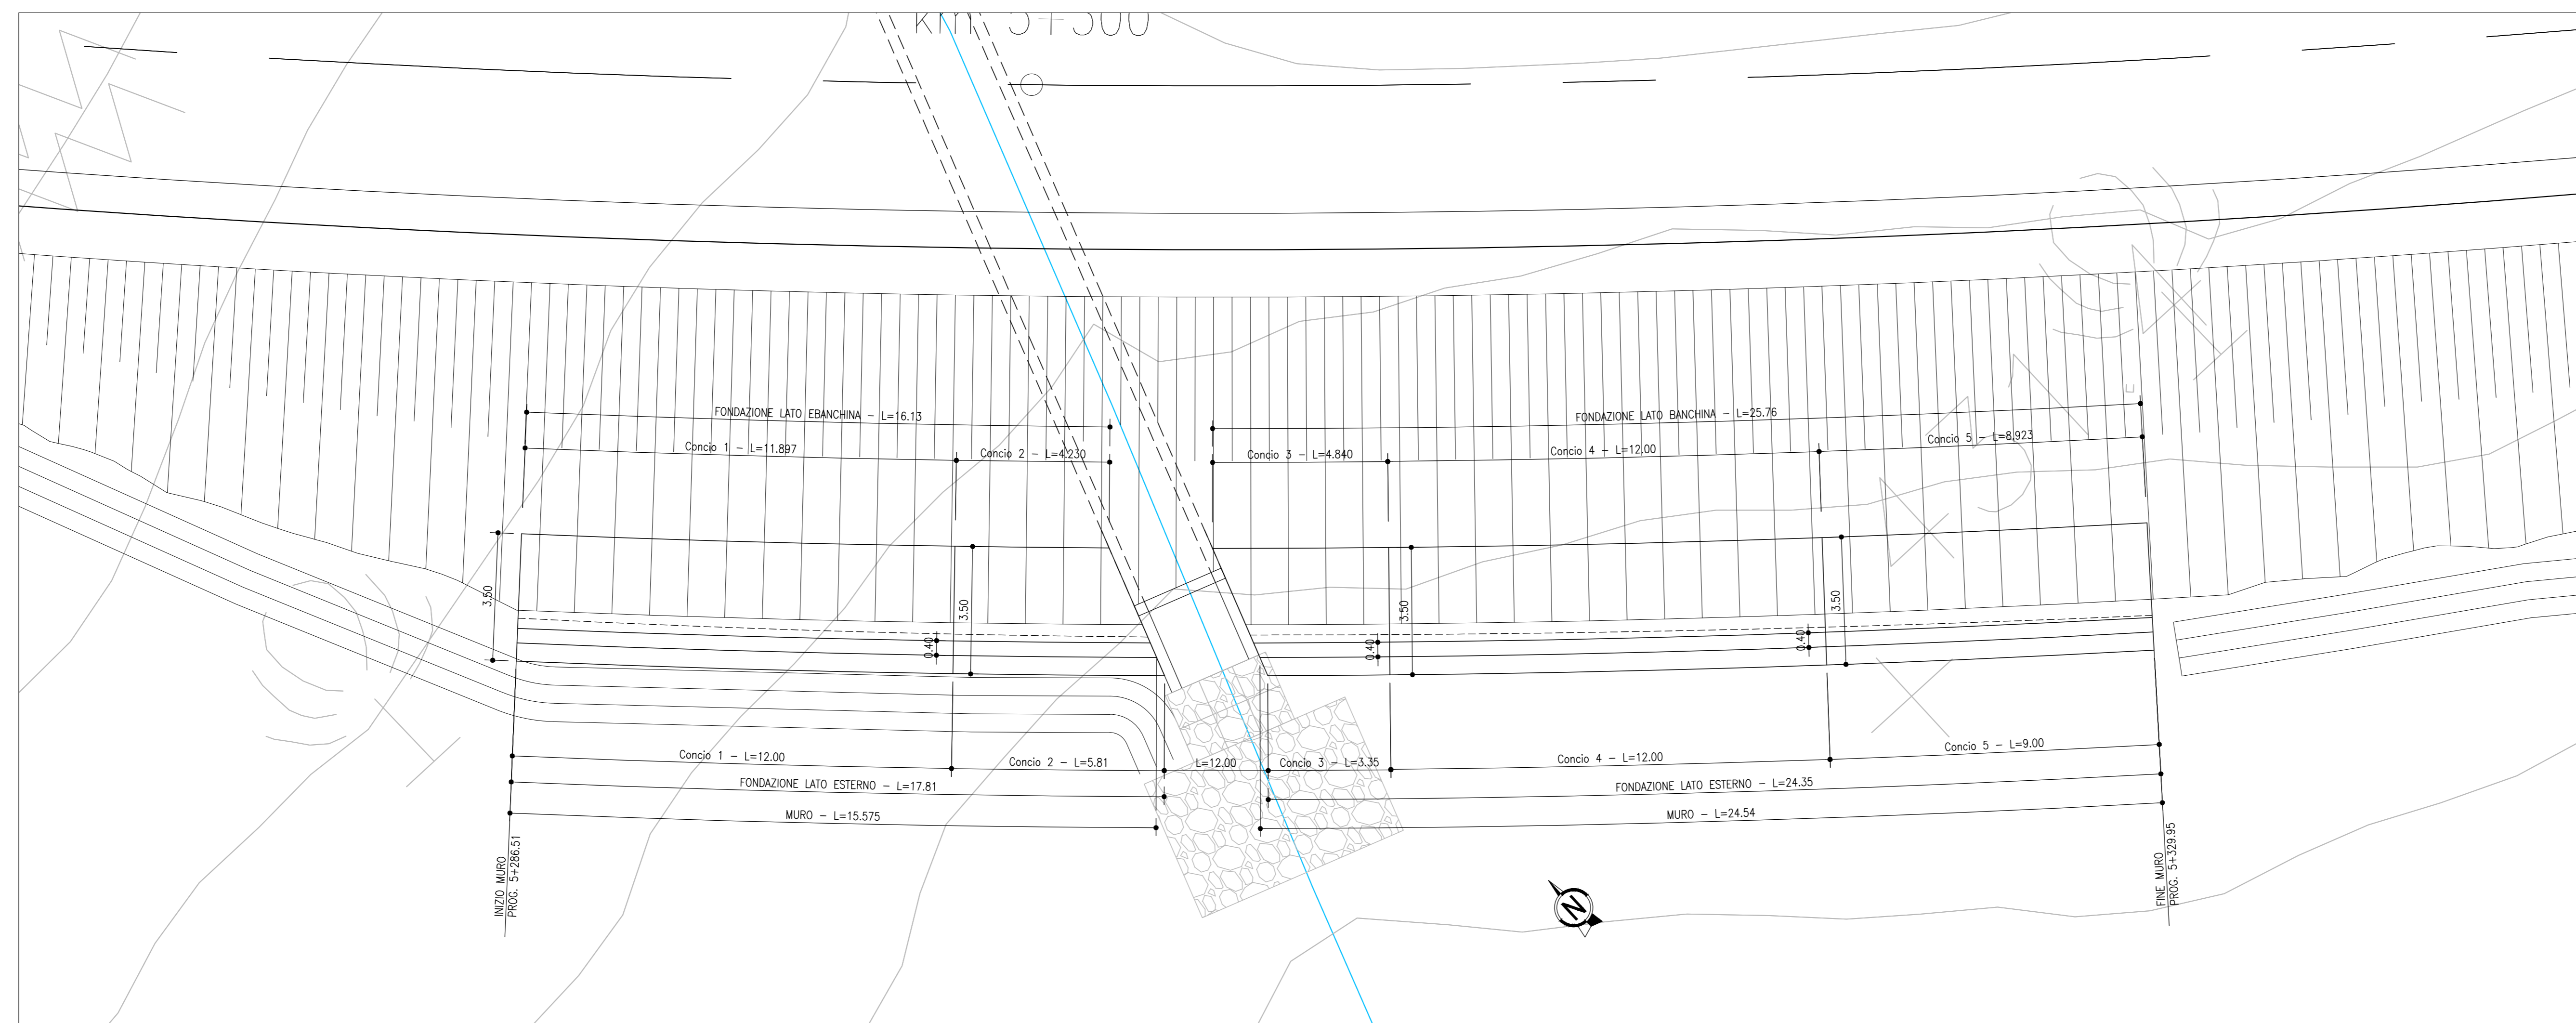 km 5+300
FONDAZIONE LATO EBANCHINA - L=16.13
FONDAZIONE LATO BANCHINA - L=25.76
Concio 1 - L=11.897
Concio 2 - L=4.230
Concio 3 - L=4.840
Concio 4 - L=12.00
Concio 5 - L=8.923
3.50
3.50
3.50
3.50
0.40
0.40
0.40
Concio 1 - L=12.00
Concio 2 - L=5.81
L=12.00
Concio 3 - L=3.35
Concio 4 - L=12.00
Concio 5 - L=9.00
FONDAZIONE LATO ESTERNO - L=17.81
FONDAZIONE LATO ESTERNO - L=24.35
MURO - L=15.575
MURO - L=24.54
INIZIO MURO
PROG. 5+286.51
FINE MURO
PROG. 5+329.95
N